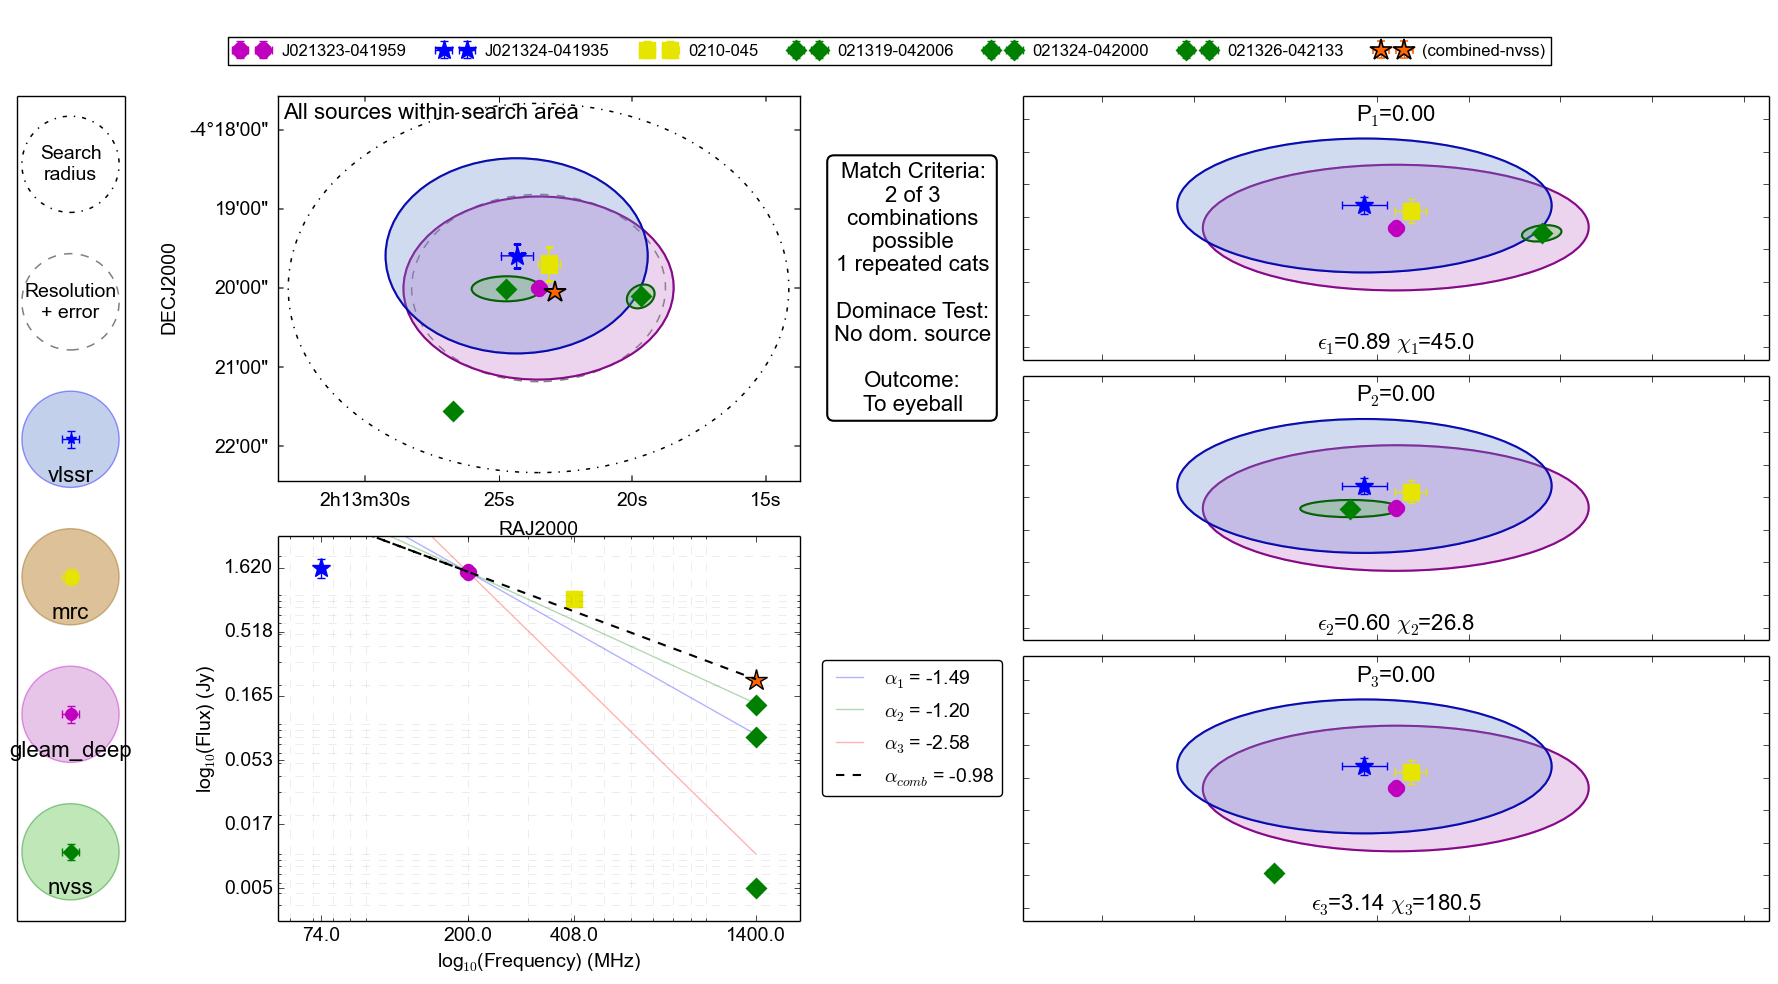 J021323-041959
J021324-041935
0210-045
021319-042006
021324-042000
021326-042133
(combined-nvss)
Search
radius
Resolution
+ error
vlssr
mrc
gleam_deep
nvss
All sources within search area
DECJ2000
-4°18'00"
19'00"
20'00"
21'00"
22'00"
2h13m30s
25s
20s
15s
RAJ2000
Match Criteria:
2 of 3
combinations
possible
1 repeated cats
Dominace Test:
No dom. source
Outcome:
To eyeball
log₁₀(Flux) (Jy)
1.620
0.518
0.165
0.053
0.017
0.005
74.0
200.0
408.0
1400.0
log₁₀(Frequency) (MHz)
α₁ = -1.49
α₂ = -1.20
α₃ = -2.58
α_comb = -0.98
P₁=0.00
ϵ₁=0.89 χ₁=45.0
P₂=0.00
ϵ₂=0.60 χ₂=26.8
P₃=0.00
ϵ₃=3.14 χ₃=180.5